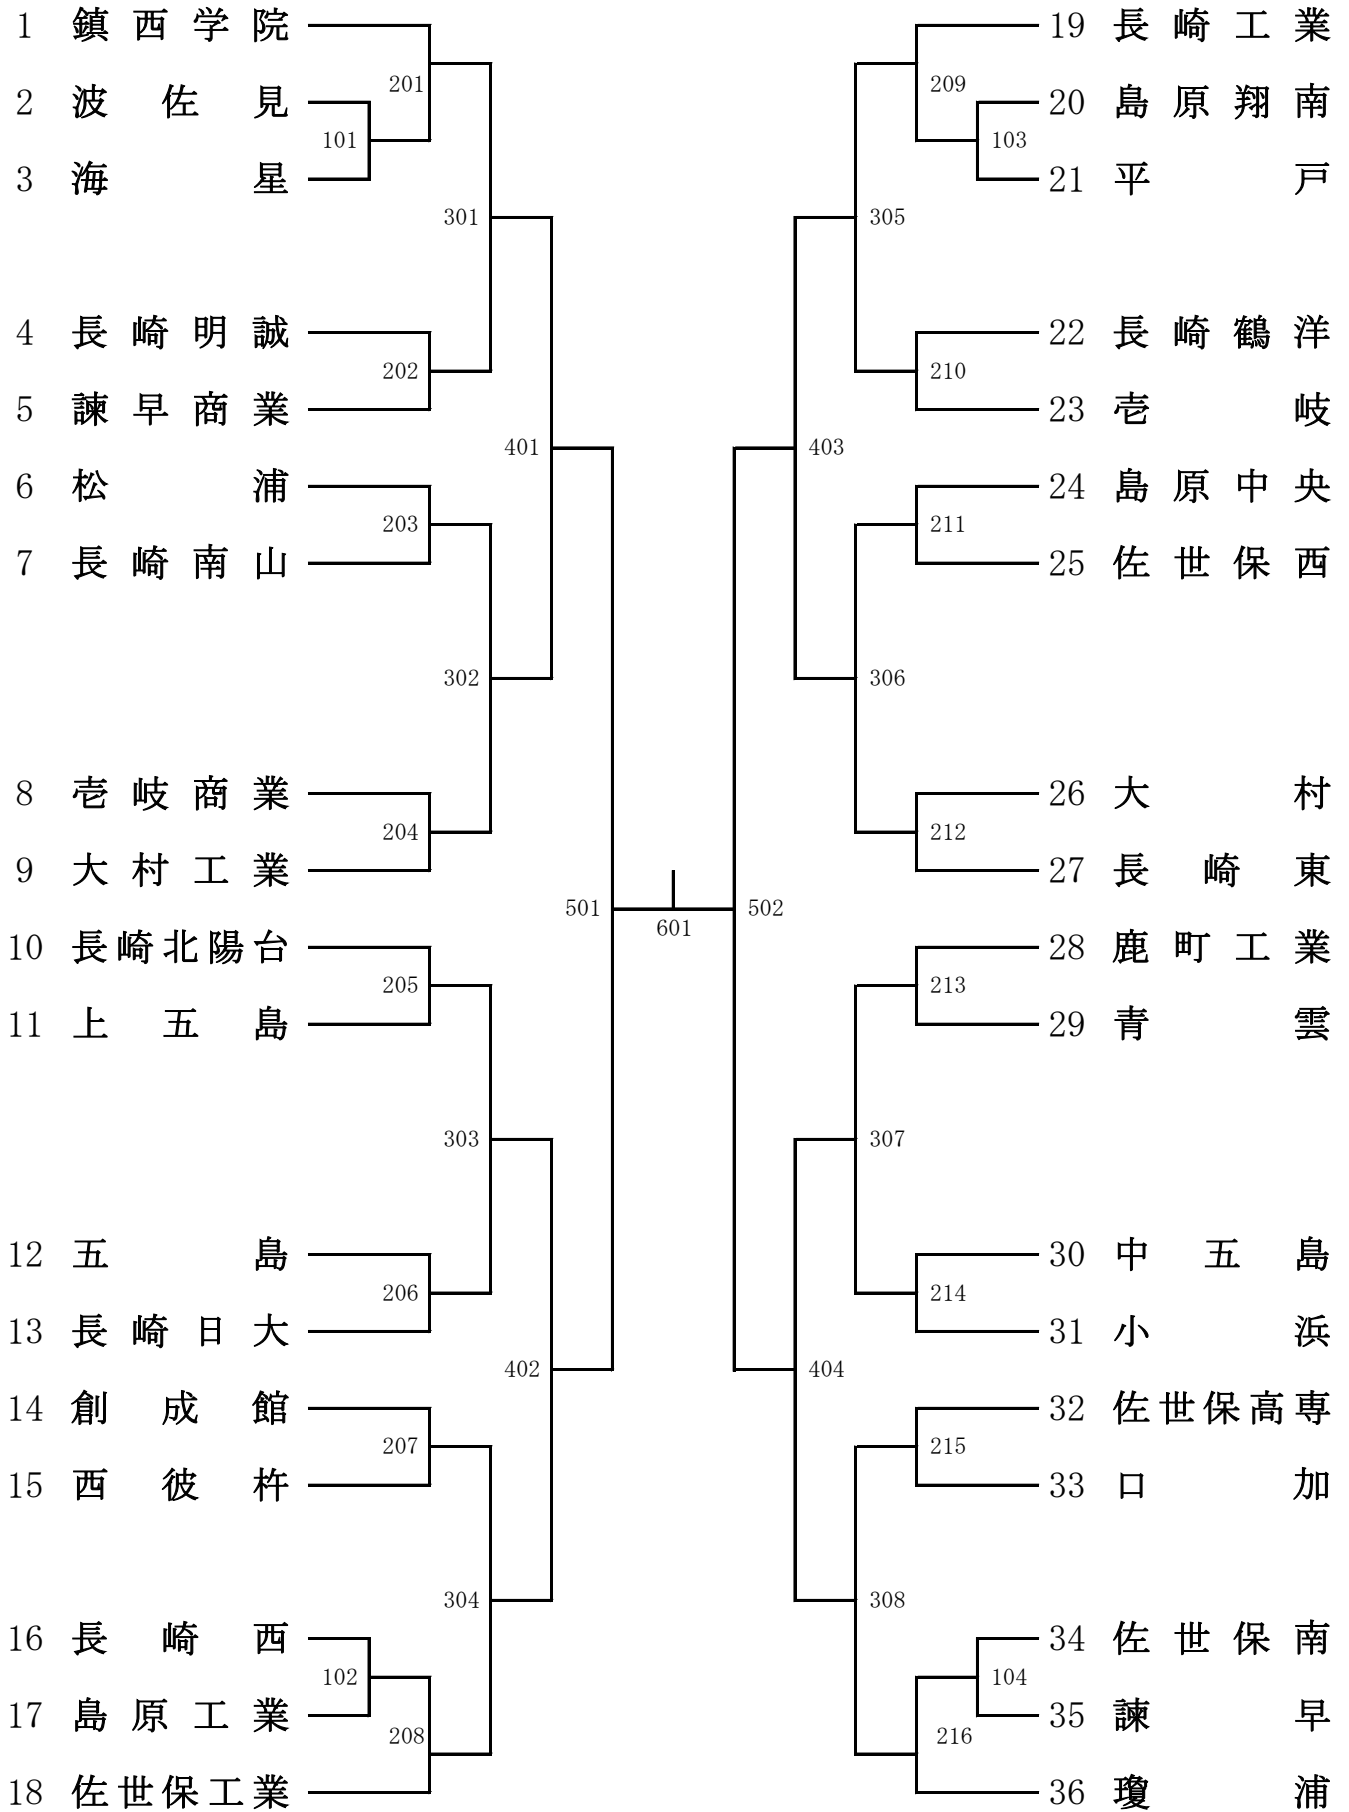 1 鎮西学院
201
2 波佐見
101
3 海星
301
4 長崎明誠
202
5 諫早商業
401
6 松浦
203
7 長崎南山
302
8 壱岐商業
204
9 大村工業
501
10 長崎北陽台
205
11 上五島
303
12 五島
206
13 長崎日大
402
14 創成館
207
15 西彼杵
304
16 長崎西
102
17 島原工業
208
18 佐世保工業
601
19 長崎工業
209
20 島原翔南
103
21 平戸
305
22 長崎鶴洋
210
23 壱岐
403
24 島原中央
211
25 佐世保西
306
26 大村
212
27 長崎東
502
28 鹿町工業
213
29 青雲
307
30 中五島
214
31 小浜
404
32 佐世保高専
215
33 口加
308
34 佐世保南
104
35 諫早
216
36 瓊浦